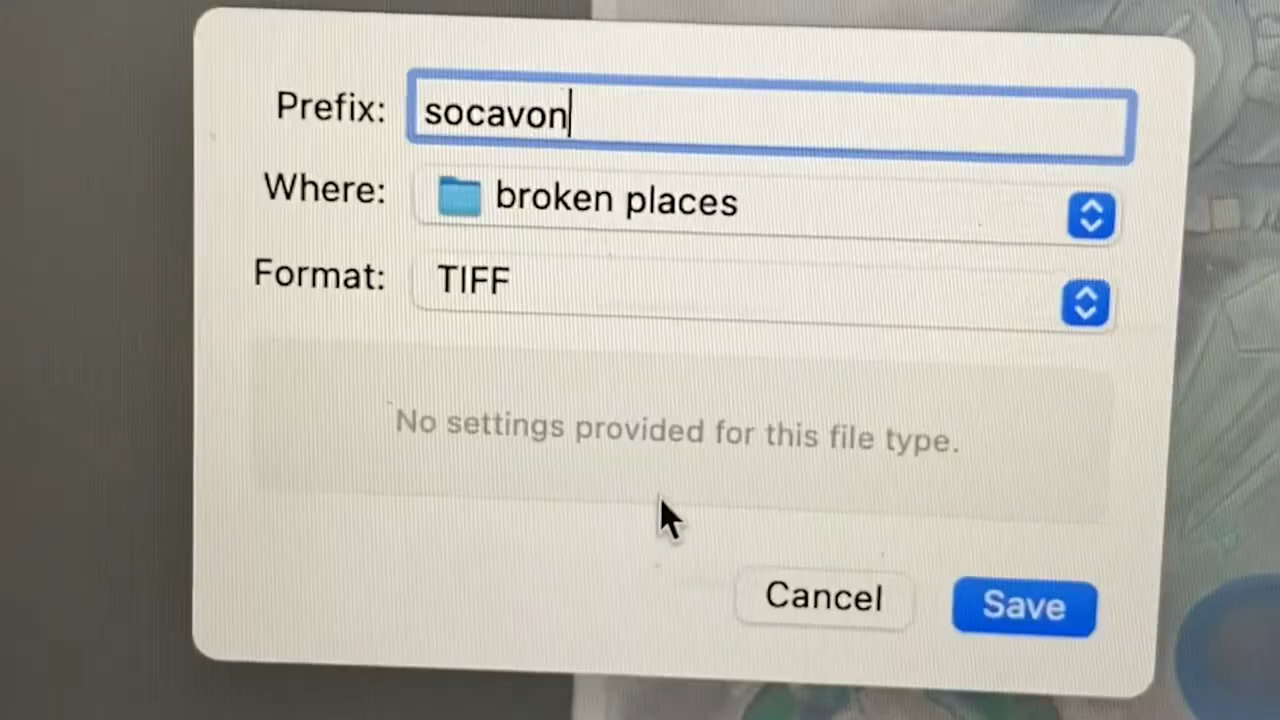 Prefix: socavon
Where: broken places
Format: TIFF
No settings provided for this file type.
Cancel Save